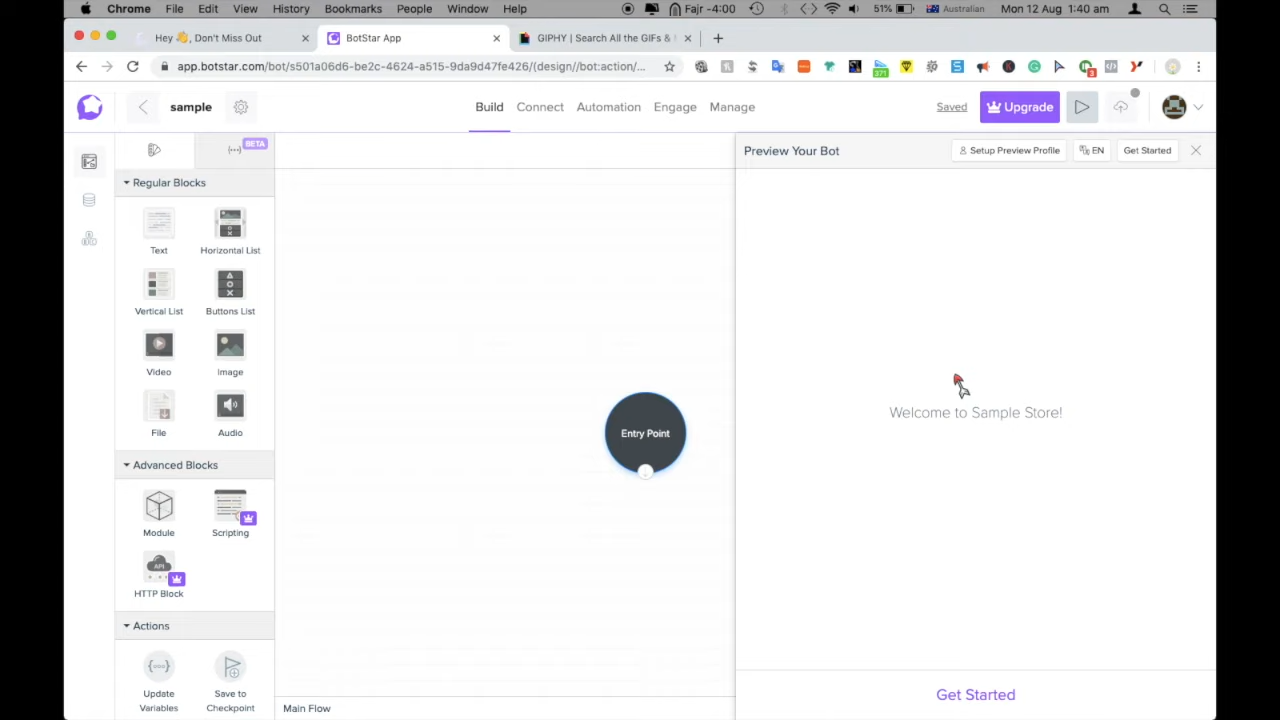 Chrome File Edit View History Bookmarks People Window Help Fajr -4:00 51% Australian Mon 12 Aug 1:40 am
Hey 👋, Don't Miss Out
BotStar App
GIPHY | Search All the GIFs &
app.botstar.com/bot/s501a06d6-be2c-4624-a515-9da9d47fe426/(design//bot:action/...
371
3
sample
Build Connect Automation Engage Manage
Saved
Upgrade
BETA
Preview Your Bot
Setup Preview Profile
EN
Get Started
Regular Blocks
Text
Horizontal List
Vertical List
Buttons List
Video
Image
File
Audio
Advanced Blocks
Module
Scripting
API
HTTP Block
Actions
Update
Variables
Save to
Checkpoint
Entry Point
Main Flow
Welcome to Sample Store!
Get Started